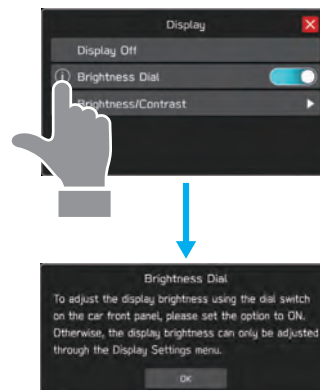 Display
Display Off
Brightness Dial
Brightness/Contrast
Brightness Dial
To adjust the display brightness using the dial switch
on the car front panel, please set the option to ON.
Otherwise, the display brightness can only be adjusted
through the Display Settings menu.
OK